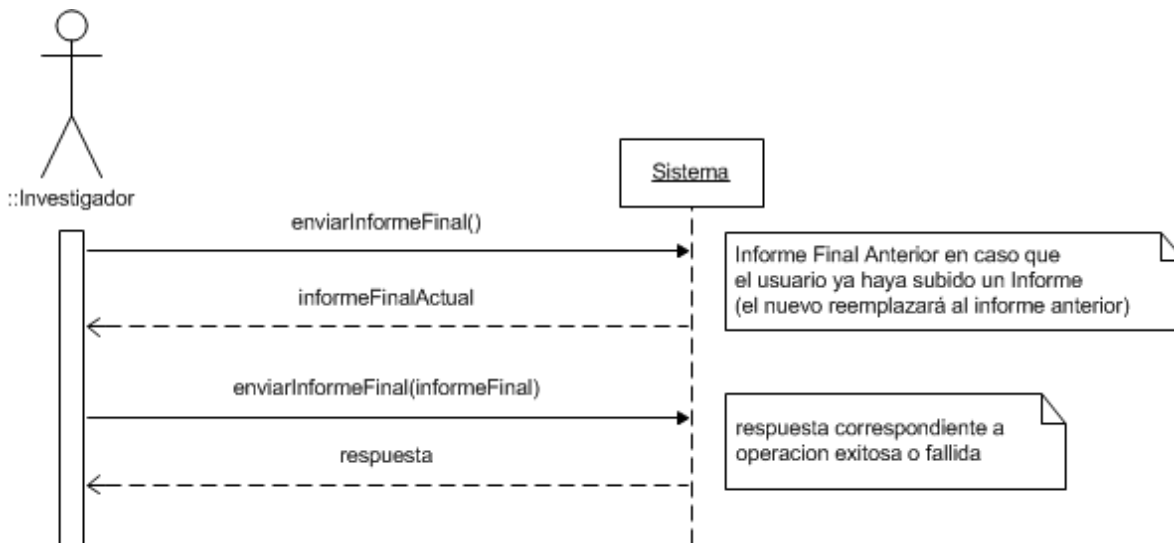 ::Investigador
Sistema
enviarInformeFinal()
Informe Final Anterior en caso que
el usuario ya haya subido un Informe
(el nuevo reemplazará al informe anterior)
informeFinalActual
enviarInformeFinal(informeFinal)
respuesta correspondiente a
operacion exitosa o fallida
respuesta